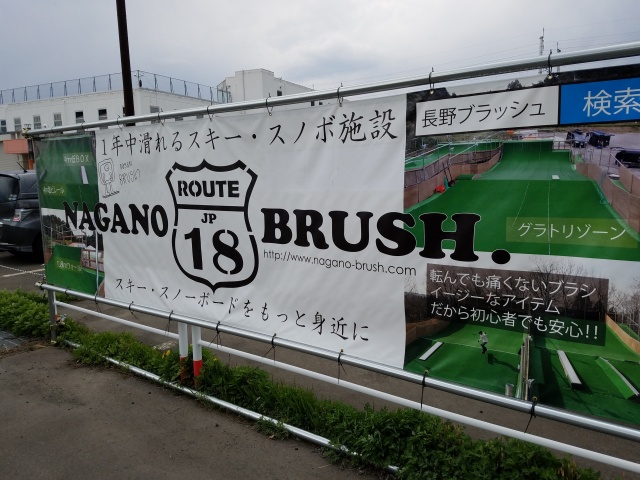 1年中滑れるスキー・スノボ施設
長野ブラッシュ
検索
ROUTE
JP
18
NAGANO BRUSH.
http://www.nagano-brush.com
グラトリゾーン
スキー・スノーボードをもっと身近に
転んでも痛くないブラシ
イージーなアイテム
だから初心者でも安心!!